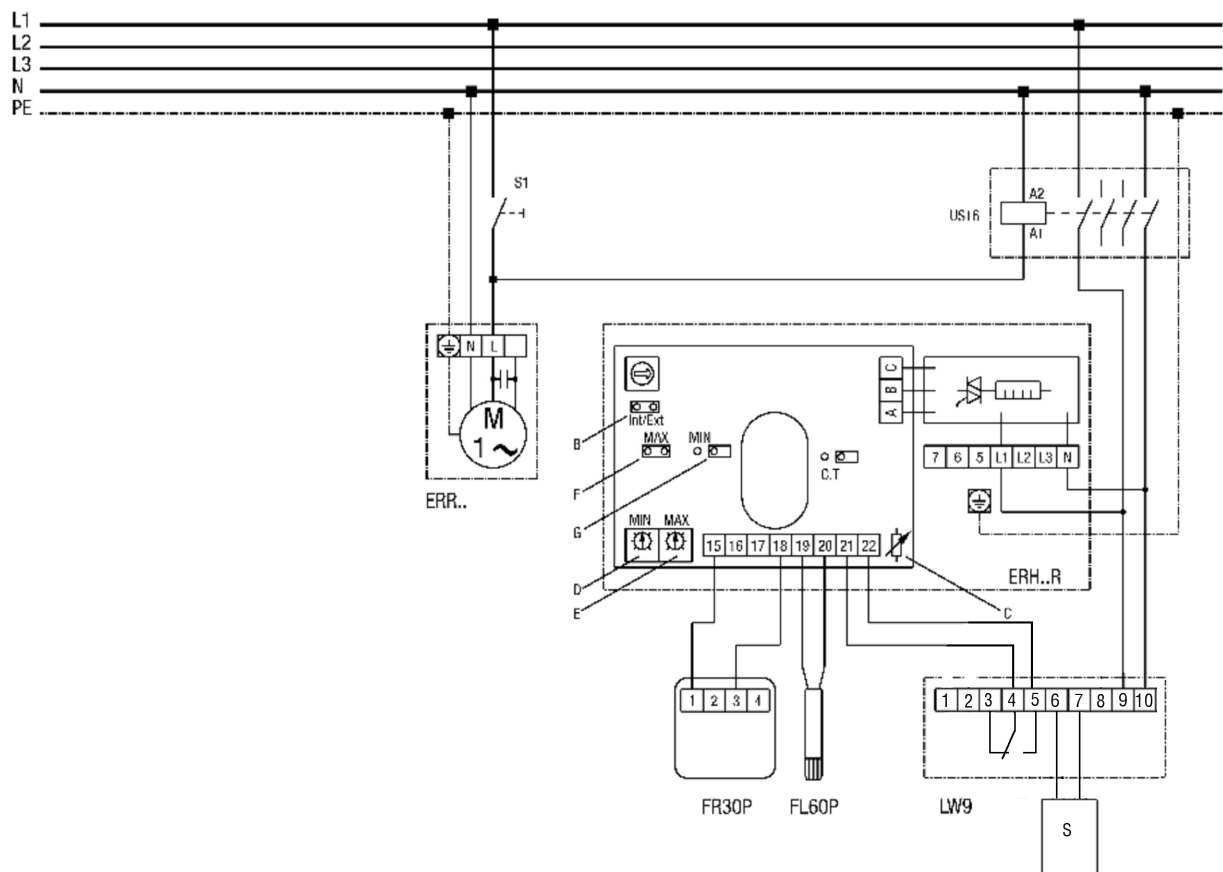 L1
L2
L3
N
PE
S1
UST6
A2
A1
N L
M
1 ~
ERR..
Int/Ext
MAX MIN
C.T
MIN MAX
15 16 17 18 19 20 21 22
C
B
A
7 6 5 L1 L2 L3 N
ERH..R
B
F
G
D
E
C
1 2 3 4
FR30P
FL60P
1 2 3 4 5 6 7 8 9 10
LW9
S